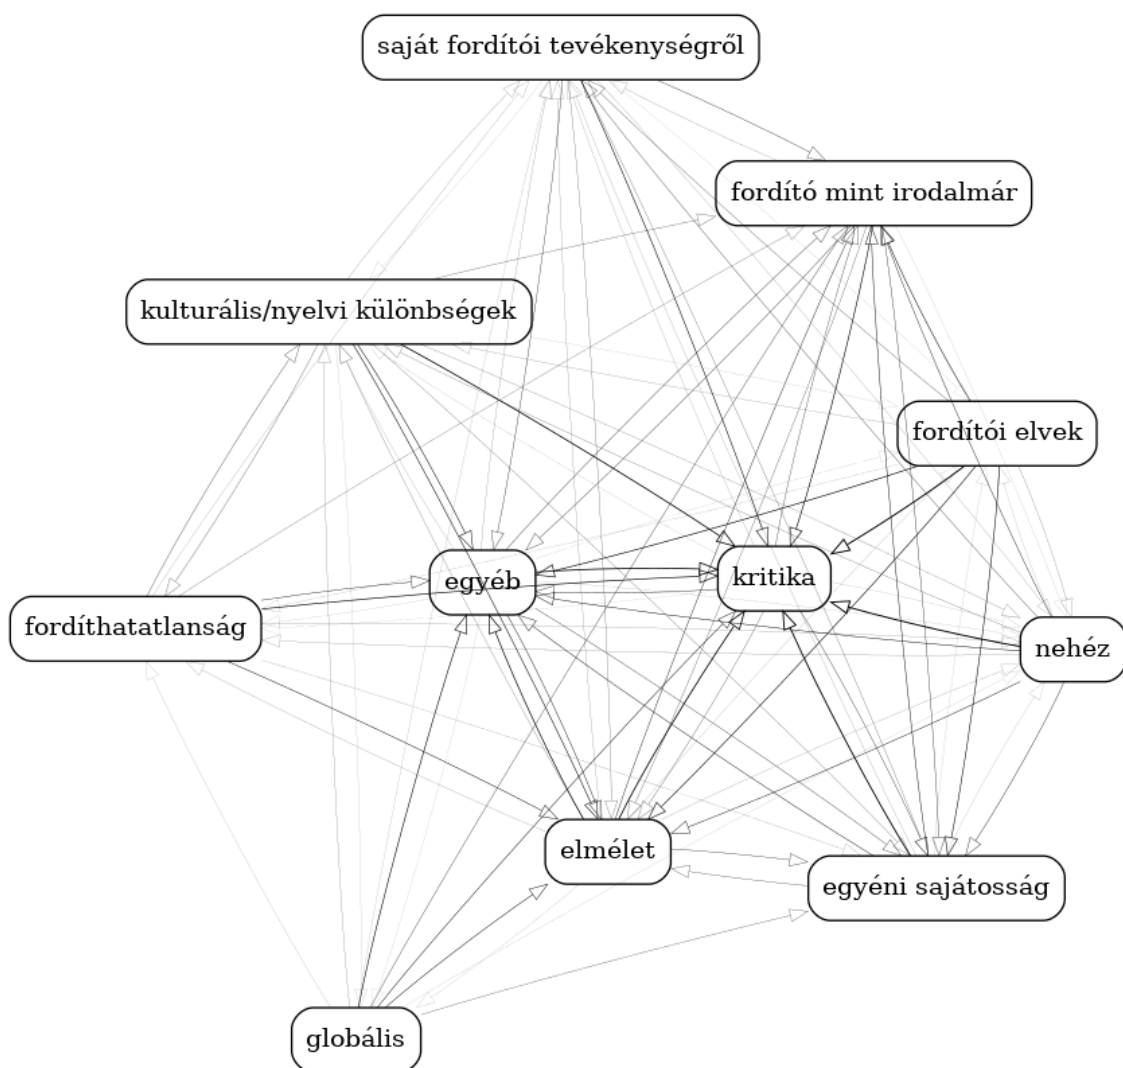 saját fordítói tevékenységről
fordító mint irodalmár
kulturális/nyelvi különbségek
fordítói elvek
egyéb
kritika
fordíthatatlanság
nehéz
elmélet
egyéni sajátosság
globális